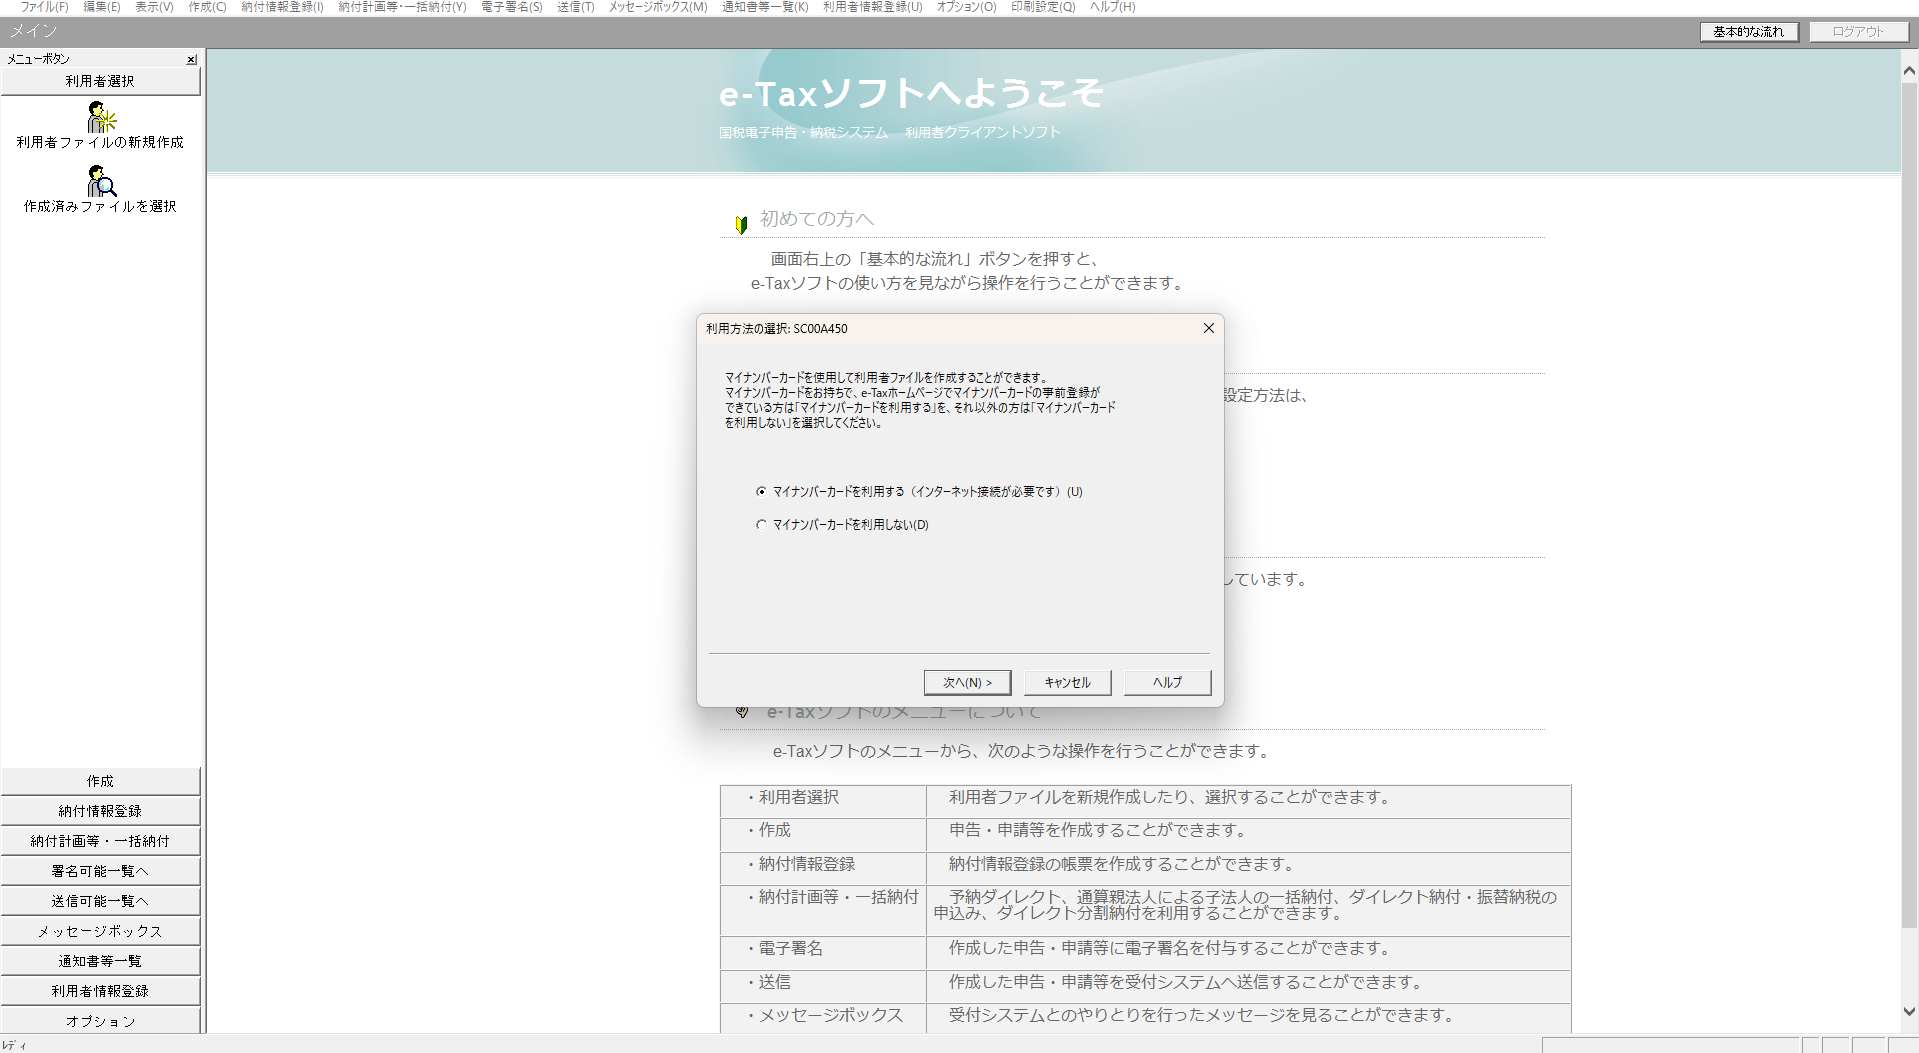 ファイル(F) 編集(E) 表示(V) 作成(C) 納付情報登録(I) 納付計画等・一括納付(Y) 電子署名(S) 送信(T) メッセージボックス(M) 通知書等一覧(K) 利用者情報登録(U) オプション(O) 印刷設定(Q) ヘルプ(H)
メイン
基本的な流れ
ログアウト
メニューボタン
利用者選択
利用者ファイルの新規作成
作成済みファイルを選択
e-Taxソフトへようこそ
国税電子申告・納税システム 利用者クライアントソフト
初めての方へ
画面右上の「基本的な流れ」ボタンを押すと、
e-Taxソフトの使い方を見ながら操作を行うことができます。
利用方法の選択: SC00A450
マイナンバーカードを使用して利用者ファイルを作成することができます。
マイナンバーカードをお持ちで、e-Taxホームページでマイナンバーカードの事前登録が
できている方は「マイナンバーカードを利用する」を、それ以外の方は「マイナンバーカード
を利用しない」を選択してください。
設定方法は、
マイナンバーカードを利用する（インターネット接続が必要です）(U)
マイナンバーカードを利用しない(D)
しています。
次へ(N) >
キャンセル
ヘルプ
e-Taxソフトのメニューについて
e-Taxソフトのメニューから、次のような操作を行うことができます。
・利用者選択 利用者ファイルを新規作成したり、選択することができます。
・作成 申告・申請等を作成することができます。
・納付情報登録 納付情報登録の帳票を作成することができます。
・納付計画等・一括納付 予納ダイレクト、通算親法人による子法人の一括納付、ダイレクト納付・振替納税の
申込み、ダイレクト分割納付を利用することができます。
・電子署名 作成した申告・申請等に電子署名を付与することができます。
・送信 作成した申告・申請等を受付システムへ送信することができます。
・メッセージボックス 受付システムとのやりとりを行ったメッセージを見ることができます。
作成
納付情報登録
納付計画等・一括納付
署名可能一覧へ
送信可能一覧へ
メッセージボックス
通知書等一覧
利用者情報登録
オプション
レディ